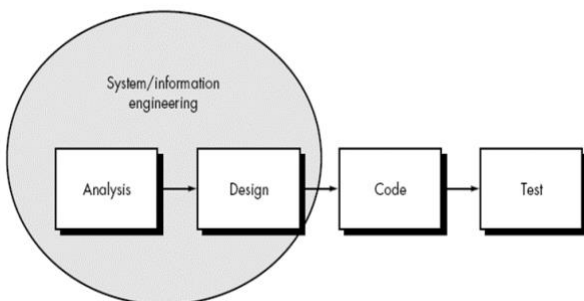 System/information
engineering
Analysis
Design
Code
Test